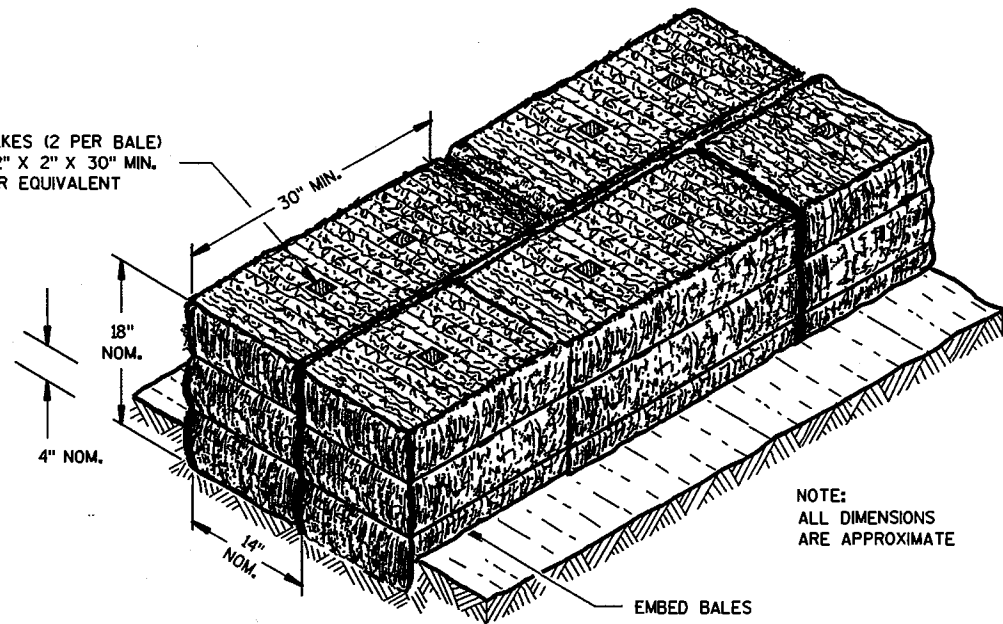 KES (2 PER BALE)
2" X 2" X 30" MIN.
R EQUIVALENT
30" MIN.
18"
NOM.
4" NOM.
14"
NOM.
NOTE:
ALL DIMENSIONS
ARE APPROXIMATE
EMBED BALES